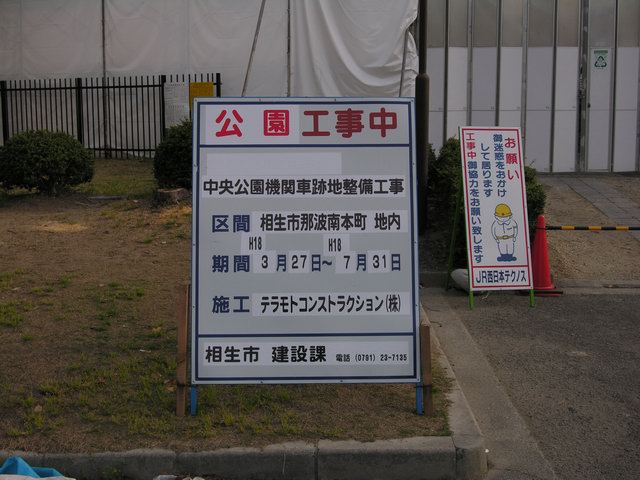 公園工事中
中央公園機関車跡地整備工事
区間 相生市那波南本町 地内
H18 H18
期間 3月27日～7月31日
施工 テラモトコンストラクション(株)
相生市 建設課 電話 (0791) 23-7135
お願い
御迷惑をおかけ
して居ります
工事中御協力をお願い致します
JR西日本テクノス